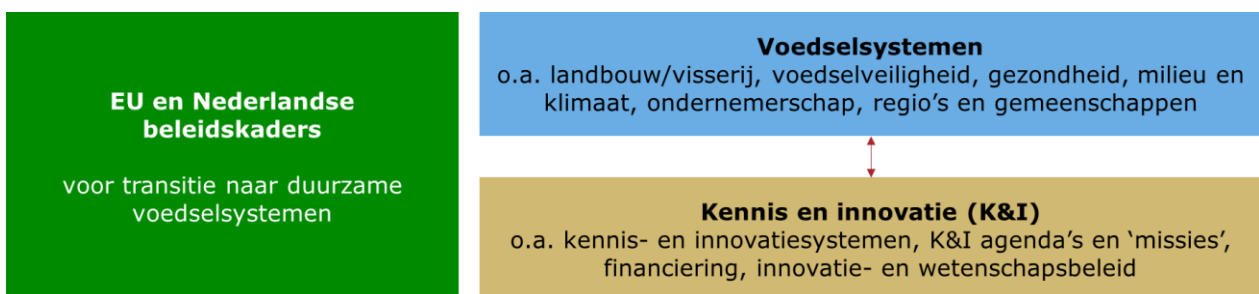 EU en Nederlandse
beleidskaders
voor transitie naar duurzame
voedselsystemen
Voedselsystemen
o.a. landbouw/visserij, voedselveiligheid, gezondheid, milieu en
klimaat, ondernemerschap, regio's en gemeenschappen
Kennis en innovatie (K&I)
o.a. kennis- en innovatiesystemen, K&I agenda's en ‘missies’,
financiering, innovatie- en wetenschapsbeleid